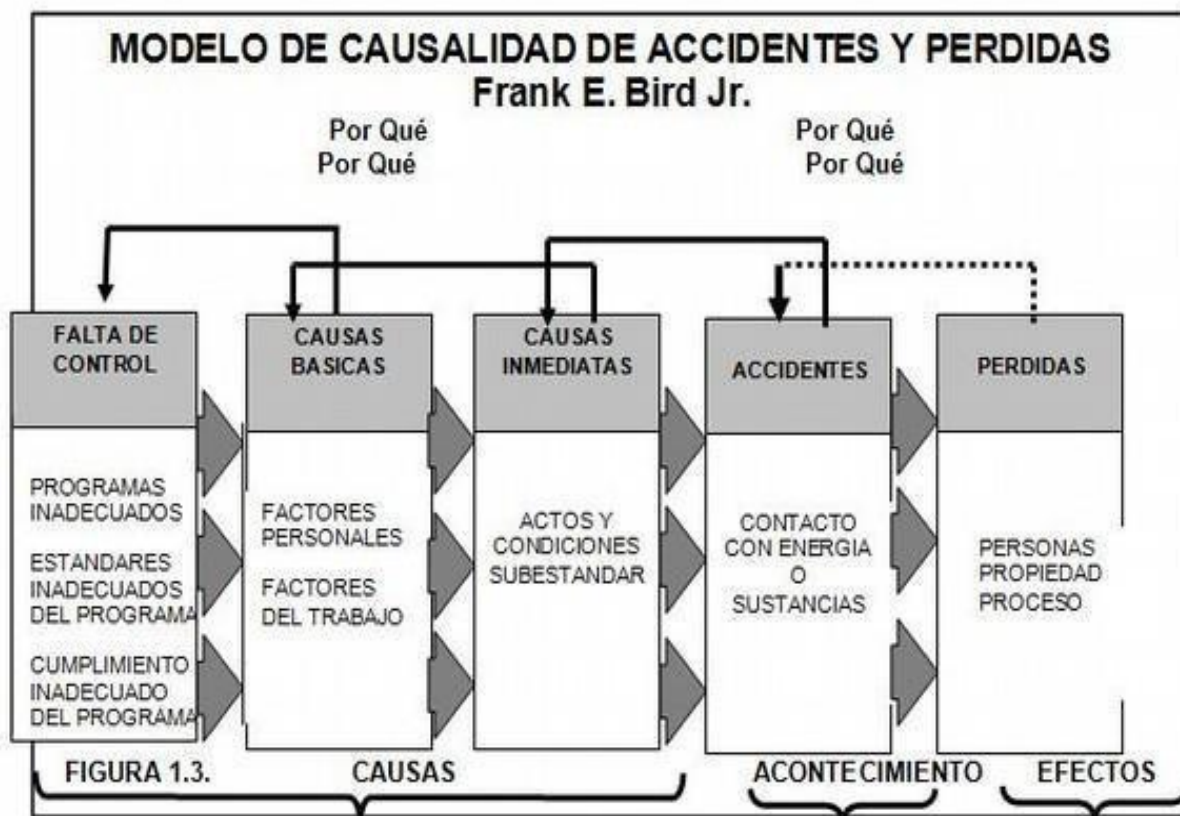 MODELO DE CAUSALIDAD DE ACCIDENTES Y PERDIDAS
Frank E. Bird Jr.
Por Qué
Por Qué
Por Qué
Por Qué
FALTA DE
CONTROL
PROGRAMAS
INADECUADOS
ESTANDARES
INADECUADOS
DEL PROGRAMA
CUMPLIMIENTO
INADECUADO
DEL PROGRAMA
CAUSAS
BASICAS
FACTORES
PERSONALES
FACTORES
DEL TRABAJO
CAUSAS
INMEDIATAS
ACTOS Y
CONDICIONES
SUBESTANDAR
ACCIDENTES
CONTACTO
CON ENERGIA
O
SUSTANCIAS
PERDIDAS
PERSONAS
PROPIEDAD
PROCESO
FIGURA 1.3.
CAUSAS
ACONTECIMIENTO
EFECTOS